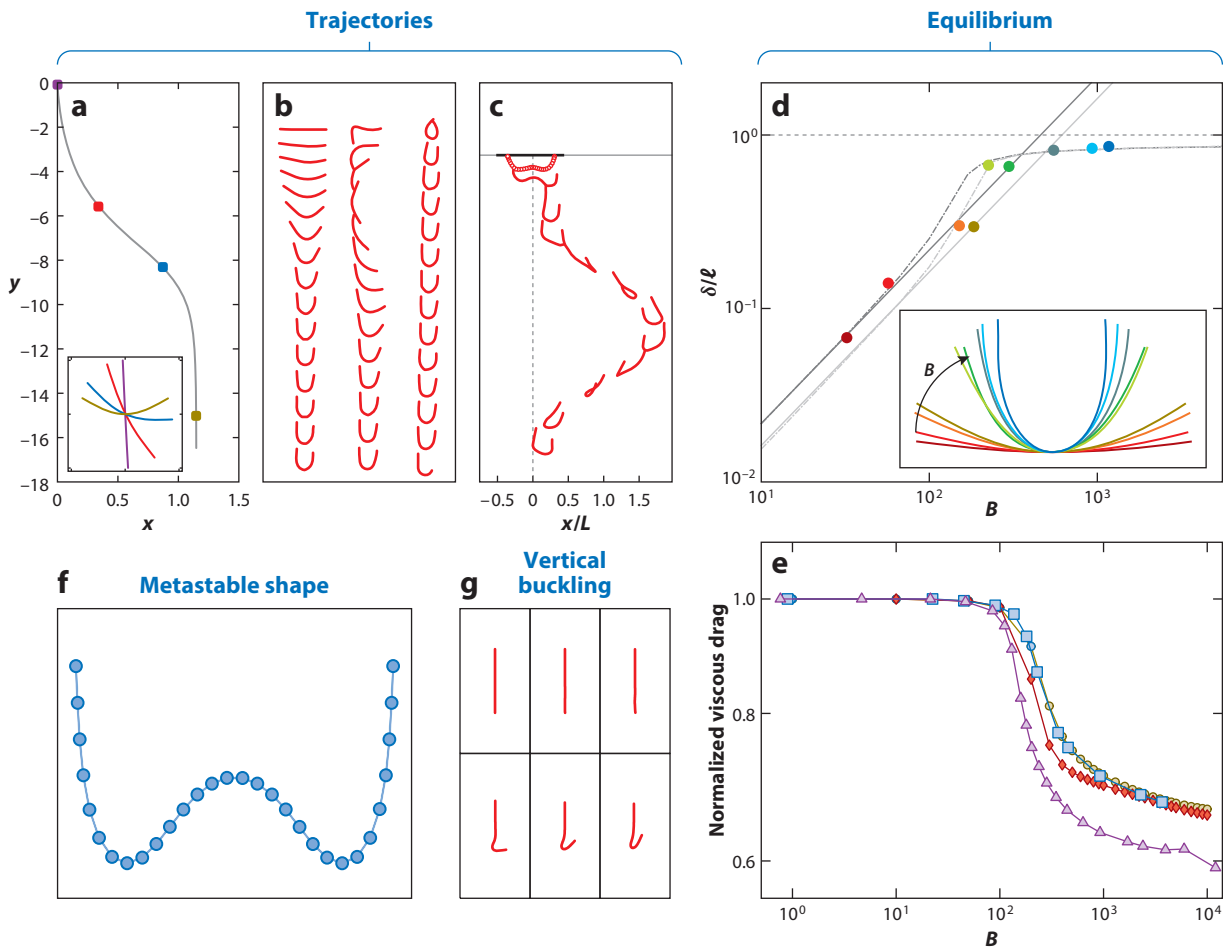 Trajectories
Equilibrium
a
0
−2
−4
−6
−8
−10
−12
−14
−16
−18
y
0
0.5
1.0
1.5
x
b
c
−0.5
0
0.5
1.0
1.5
x/L
d
10⁰
10⁻¹
10⁻²
δ/ℓ
10¹
10²
10³
B
B
f
Metastable shape
g
Vertical
buckling
e
1.0
0.8
0.6
Normalized viscous drag
10⁰
10¹
10²
10³
10⁴
B